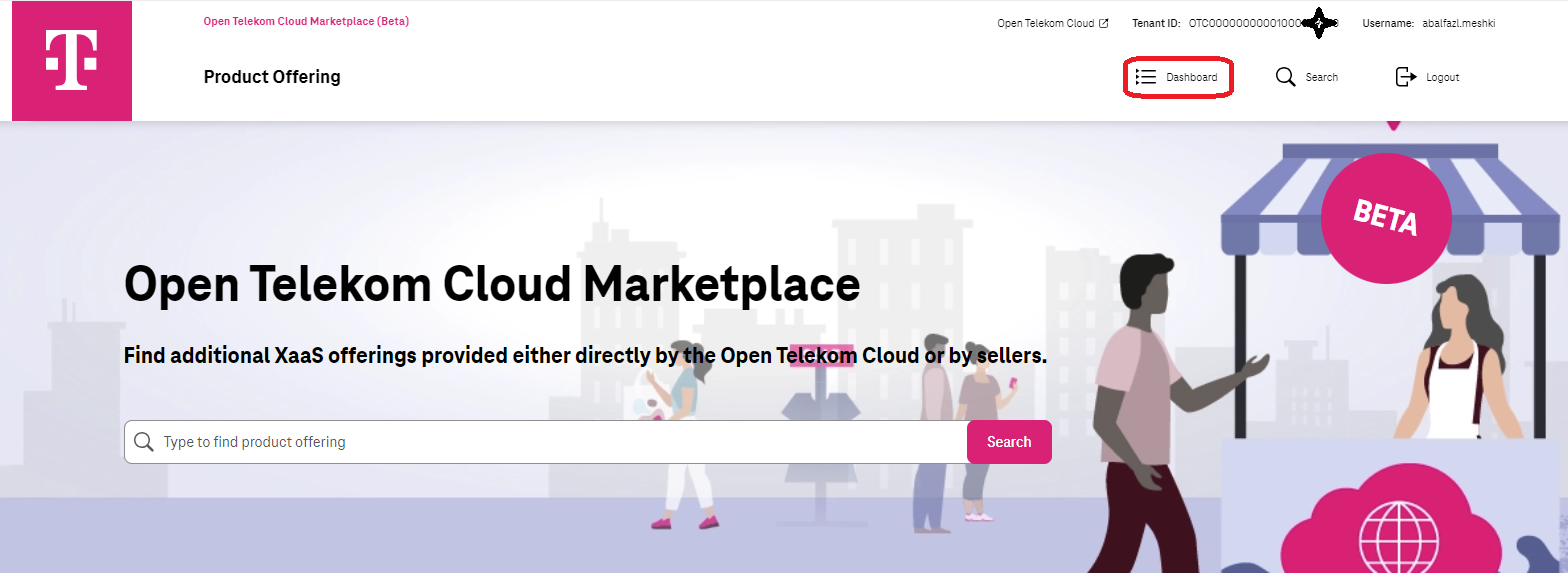 Open Telekom Cloud Marketplace (Beta)
Open Telekom Cloud Tenant ID: Username: abalfazl.meshki
Product Offering
Dashboard Search Logout
BETA
Open Telekom Cloud Marketplace
Find additional XaaS offerings provided either directly by the Open Telekom Cloud or by sellers.
Type to find product offering Search